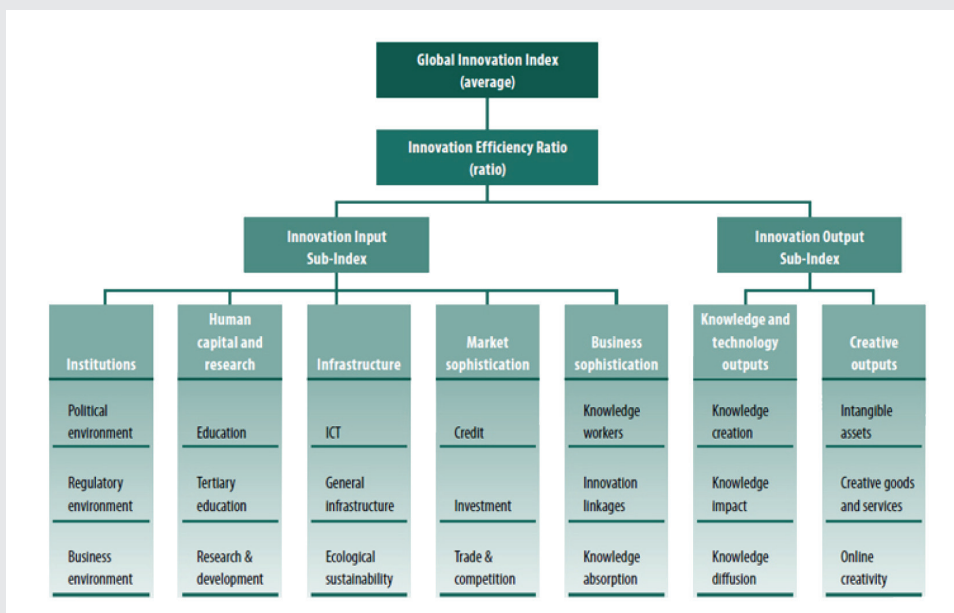 Global Innovation Index
(average)
Innovation Efficiency Ratio
(ratio)
Innovation Input
Sub-Index
Innovation Output
Sub-Index
Institutions
Human
capital and
research
Infrastructure
Market
sophistication
Business
sophistication
Knowledge and
technology
outputs
Creative
outputs
Political
environment
Education
ICT
Credit
Knowledge
workers
Knowledge
creation
Intangible
assets
Regulatory
environment
Tertiary
education
General
infrastructure
Investment
Innovation
linkages
Knowledge
impact
Creative goods
and services
Business
environment
Research &
development
Ecological
sustainability
Trade &
competition
Knowledge
absorption
Knowledge
diffusion
Online
creativity